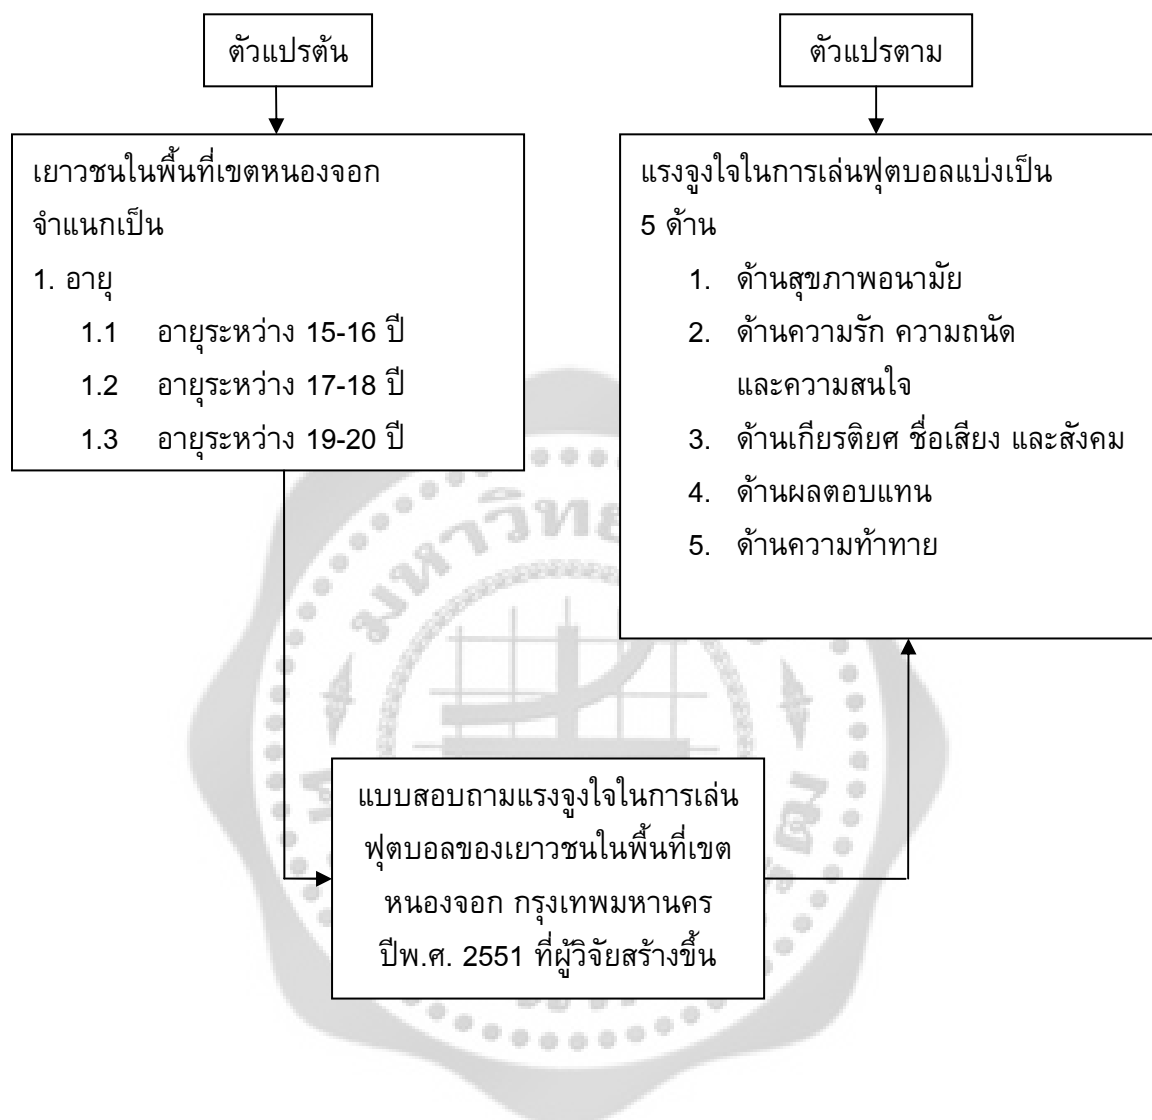 ตัวแปรต้น
เยาวชนในพื้นที่เขตหนองจอก
จำแนกเป็น
1. อายุ
1.1 อายุระหว่าง 15-16 ปี
1.2 อายุระหว่าง 17-18 ปี
1.3 อายุระหว่าง 19-20 ปี
ตัวแปรตาม
แรงจูงใจในการเล่นฟุตบอลแบ่งเป็น
5 ด้าน
1. ด้านสุขภาพอนามัย
2. ด้านความรัก ความถนัด
และความสนใจ
3. ด้านเกียรติยศ ชื่อเสียง และสังคม
4. ด้านผลตอบแทน
5. ด้านความท้าทาย
แบบสอบถามแรงจูงใจในการเล่น
ฟุตบอลของเยาวชนในพื้นที่เขต
หนองจอก กรุงเทพมหานคร
ปีพ.ศ. 2551 ที่ผู้วิจัยสร้างขึ้น